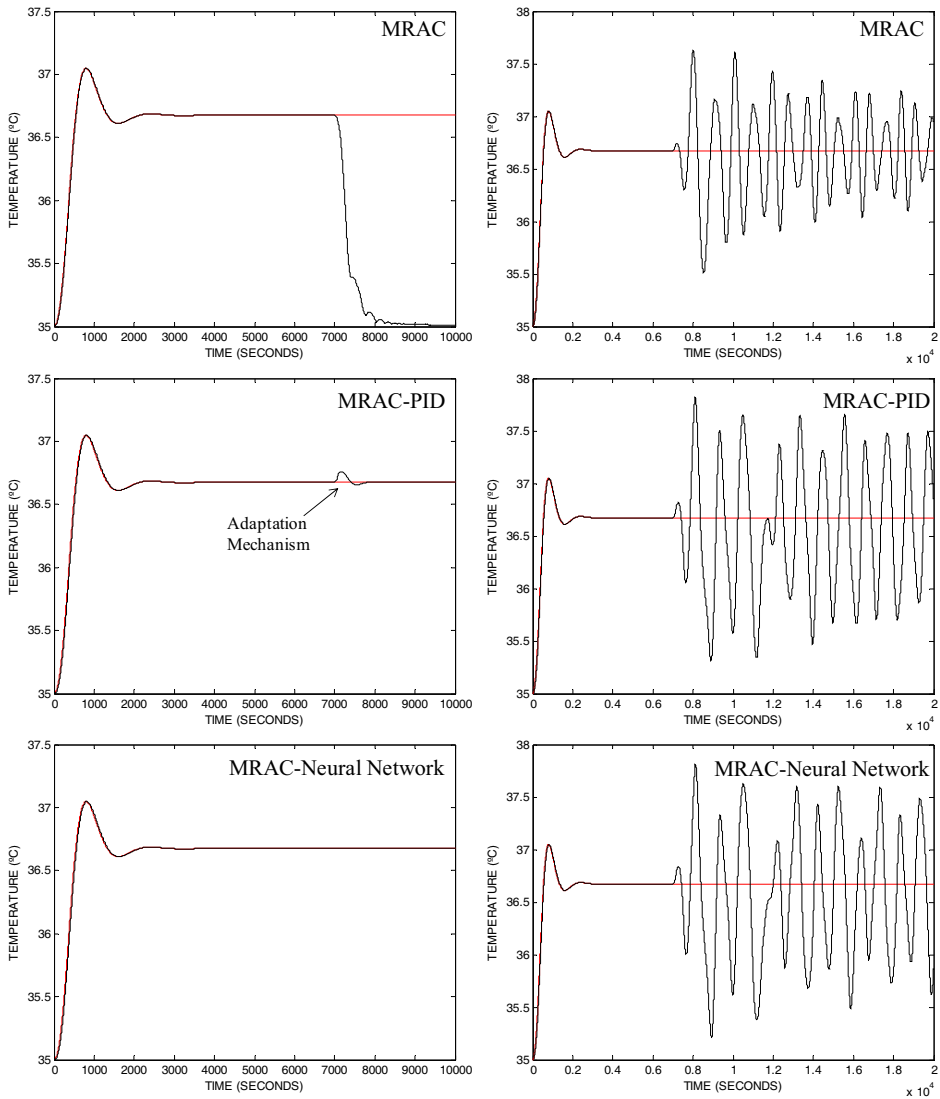 MRAC
TEMPERATURE (ºC)
37.5
37
36.5
36
35.5
35
0 1000 2000 3000 4000 5000 6000 7000 8000 9000 10000
TIME (SECONDS)
MRAC
TEMPERATURE (ºC)
38
37.5
37
36.5
36
35.5
35
0 0.2 0.4 0.6 0.8 1 1.2 1.4 1.6 1.8 2
TIME (SECONDS)
x 10⁴
MRAC-PID
TEMPERATURE (ºC)
37.5
37
36.5
36
35.5
35
Adaptation
Mechanism
0 1000 2000 3000 4000 5000 6000 7000 8000 9000 10000
TIME (SECONDS)
MRAC-PID
TEMPERATURE (ºC)
38
37.5
37
36.5
36
35.5
35
0 0.2 0.4 0.6 0.8 1 1.2 1.4 1.6 1.8 2
TIME (SECONDS)
x 10⁴
MRAC-Neural Network
TEMPERATURE (ºC)
37.5
37
36.5
36
35.5
35
0 1000 2000 3000 4000 5000 6000 7000 8000 9000 10000
TIME (SECONDS)
MRAC-Neural Network
TEMPERATURE (ºC)
38
37.5
37
36.5
36
35.5
35
0 0.2 0.4 0.6 0.8 1 1.2 1.4 1.6 1.8 2
TIME (SECONDS)
x 10⁴